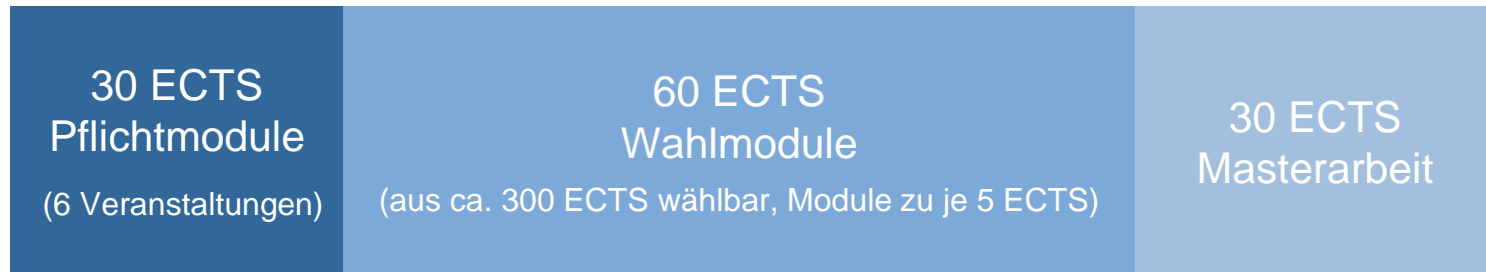 30 ECTS
Pflichtmodule
(6 Veranstaltungen)
60 ECTS
Wahlmodule
(aus ca. 300 ECTS wählbar, Module zu je 5 ECTS)
30 ECTS
Masterarbeit